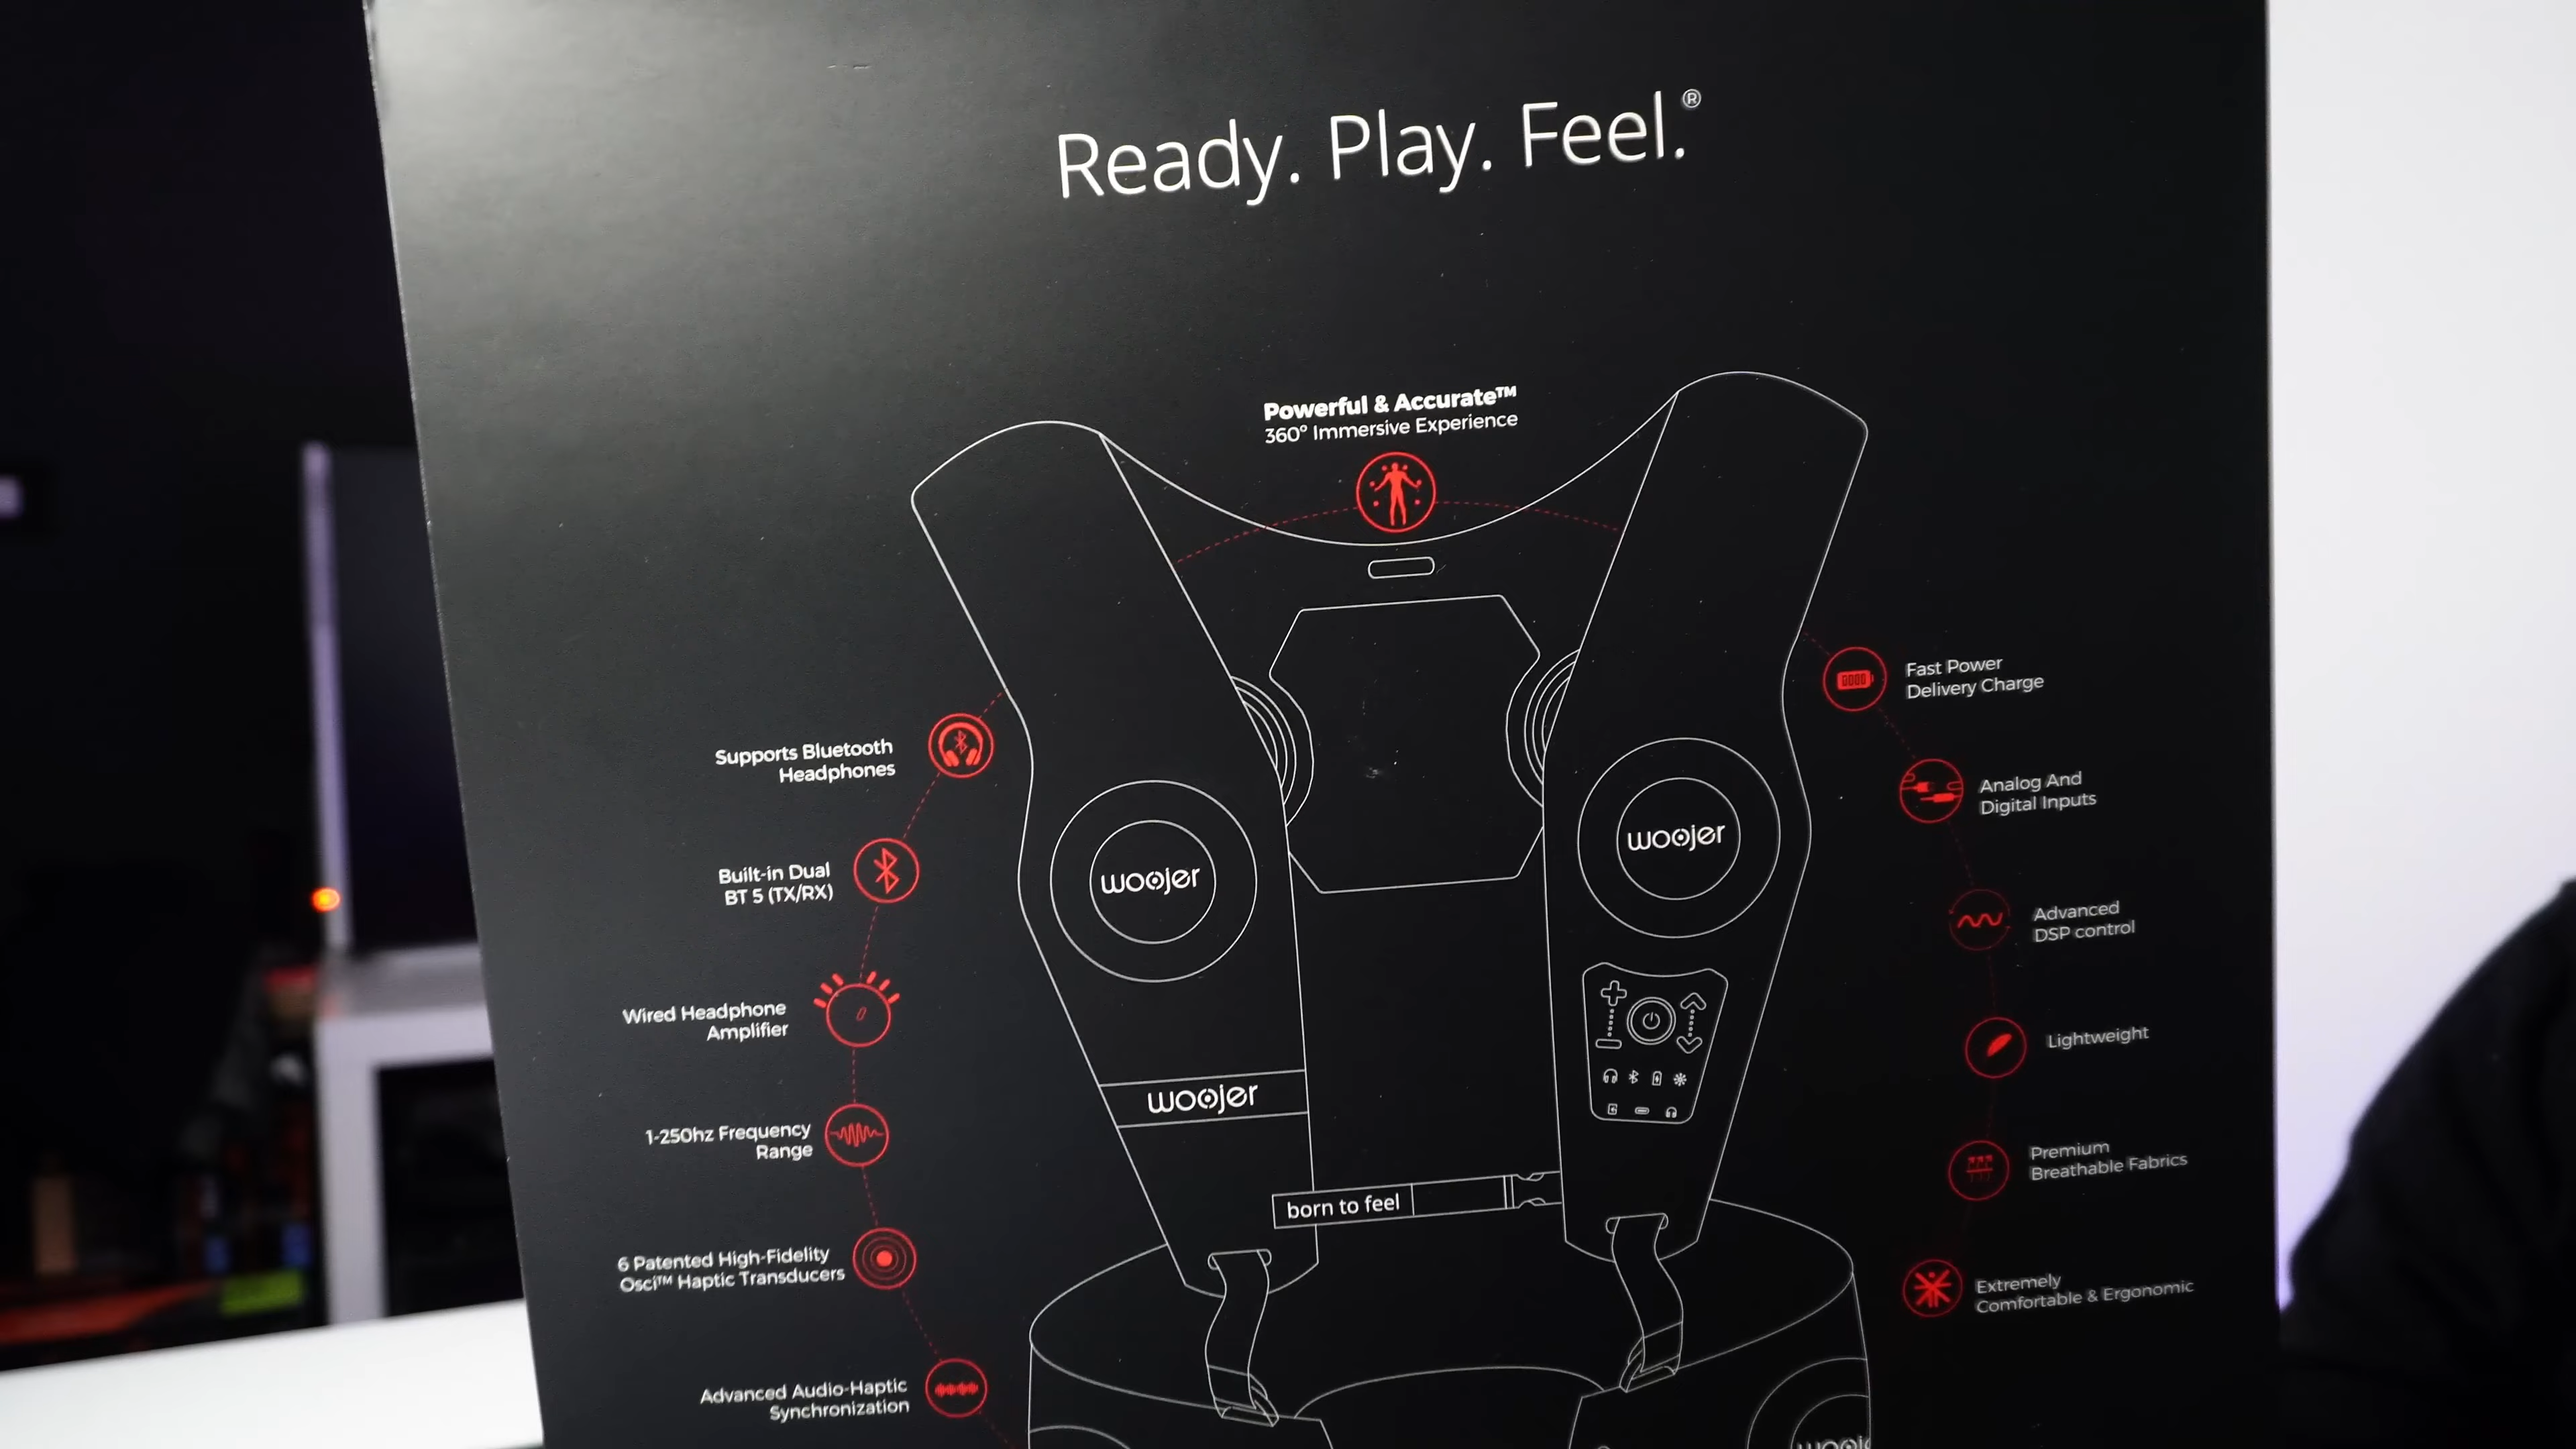 Ready. Play. Feel.®
Powerful & Accurate™
360° Immersive Experience
Supports Bluetooth
Headphones
Built-in Dual
BT 5 (TX/RX)
Wired Headphone
Amplifier
1-250hz Frequency
Range
6 Patented High-Fidelity
Osci™ Haptic Transducers
Advanced Audio-Haptic
Synchronization
woojer
woojer
woojer
born to feel
Fast Power
Delivery Charge
Analog And
Digital Inputs
Advanced
DSP control
Lightweight
Premium
Breathable Fabrics
Extremely
Comfortable & Ergonomic